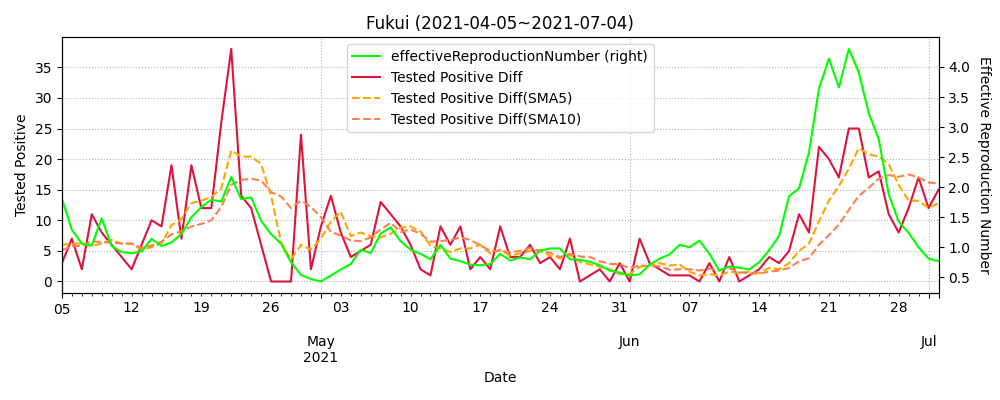 Fukui (2021-04-05~2021-07-04)
effectiveReproductionNumber (right)
Tested Positive Diff
Tested Positive Diff(SMA5)
Tested Positive Diff(SMA10)
Tested Positive
35
30
25
20
15
10
5
0
4.0
3.5
3.0
2.5
2.0
1.5
1.0
0.5
Effective Reproduction Number
05 12 19 26 03 10 17 24 31 07 14 21 28
May Jun Jul
2021
Date